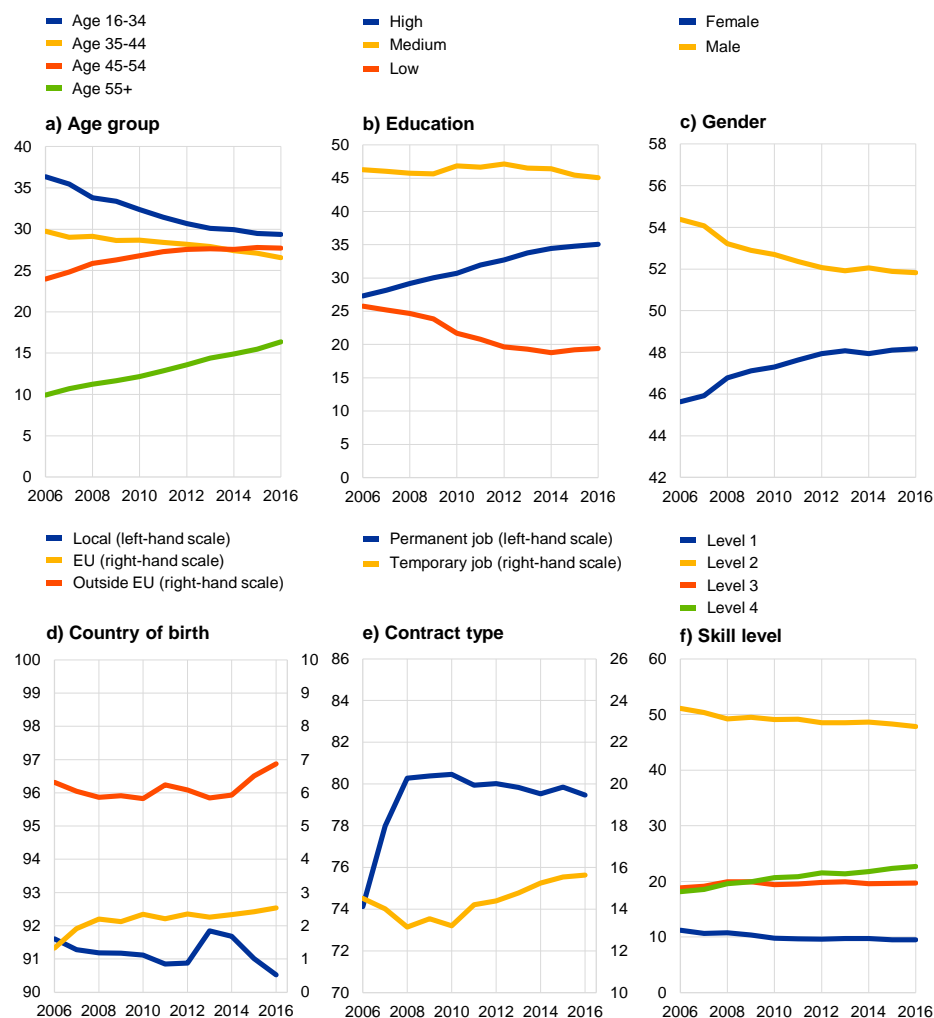 Age 16-34
Age 35-44
Age 45-54
Age 55+
a) Age group
40
35
30
25
20
15
10
5
0
2006 2008 2010 2012 2014 2016
High
Medium
Low
b) Education
50
45
40
35
30
25
20
15
10
5
0
2006 2008 2010 2012 2014 2016
Female
Male
c) Gender
58
56
54
52
50
48
46
44
42
2006 2008 2010 2012 2014 2016
Local (left-hand scale)
EU (right-hand scale)
Outside EU (right-hand scale)
d) Country of birth
100 10
99 9
98 8
97 7
96 6
95 5
94 4
93 3
92 2
91 1
90 0
2006 2008 2010 2012 2014 2016
Permanent job (left-hand scale)
Temporary job (right-hand scale)
e) Contract type
86 26
84 24
82 22
80 20
78 18
76 16
74 14
72 12
70 10
2006 2008 2010 2012 2014 2016
Level 1
Level 2
Level 3
Level 4
f) Skill level
60
50
40
30
20
10
0
2006 2008 2010 2012 2014 2016